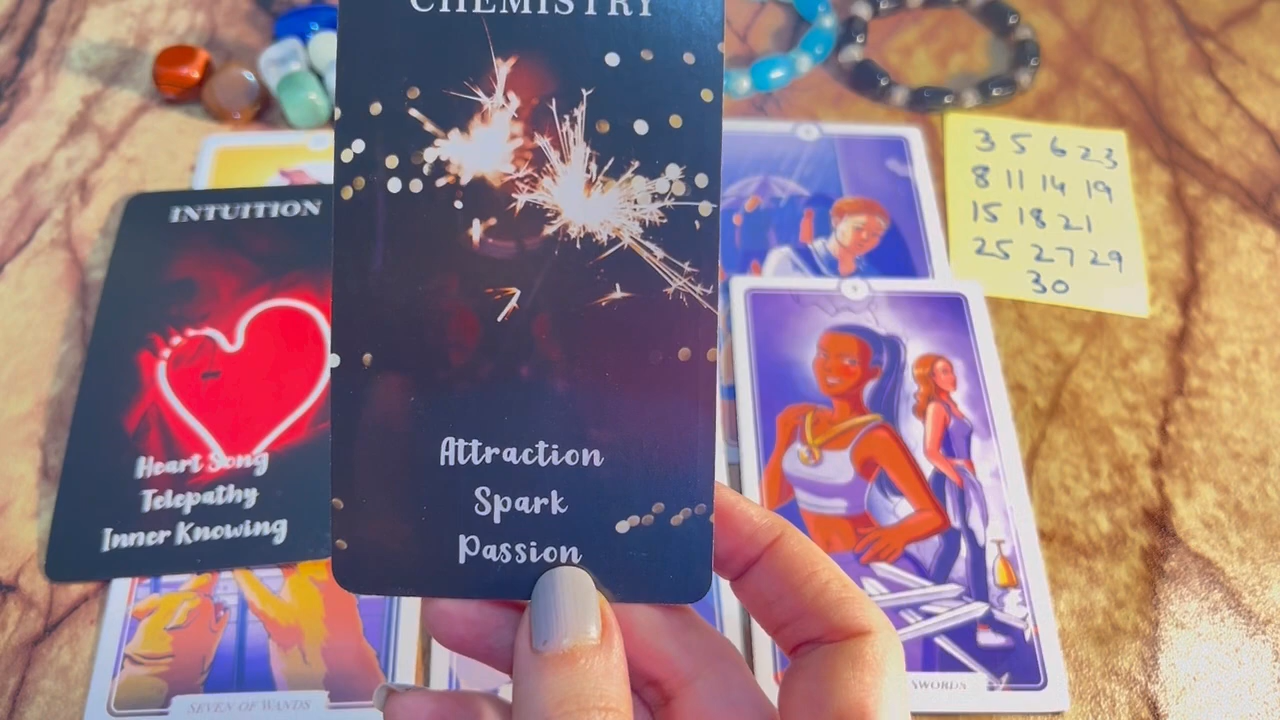 CHEMISTRY
Attraction
Spark
Passion
INTUITION
Heart Song
Telepathy
Inner Knowing
3 5 6 23
8 11 14 19
15 18 21
25 27 29
30
SEVEN OF WANDS
SWORDS